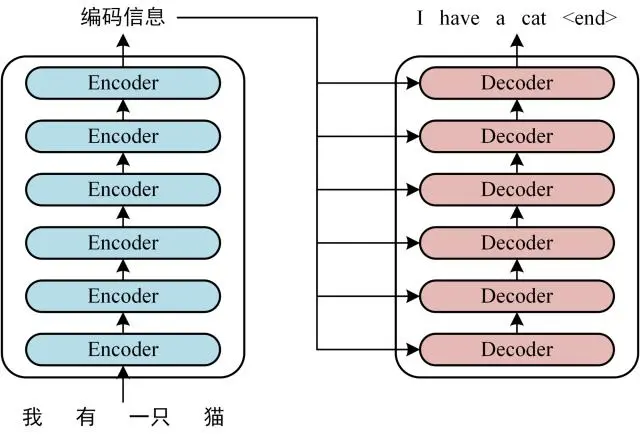 编码信息
I have a cat <end>
Encoder
Decoder
Encoder
Decoder
Encoder
Decoder
Encoder
Decoder
Encoder
Decoder
Encoder
Decoder
我 有 一只 猫